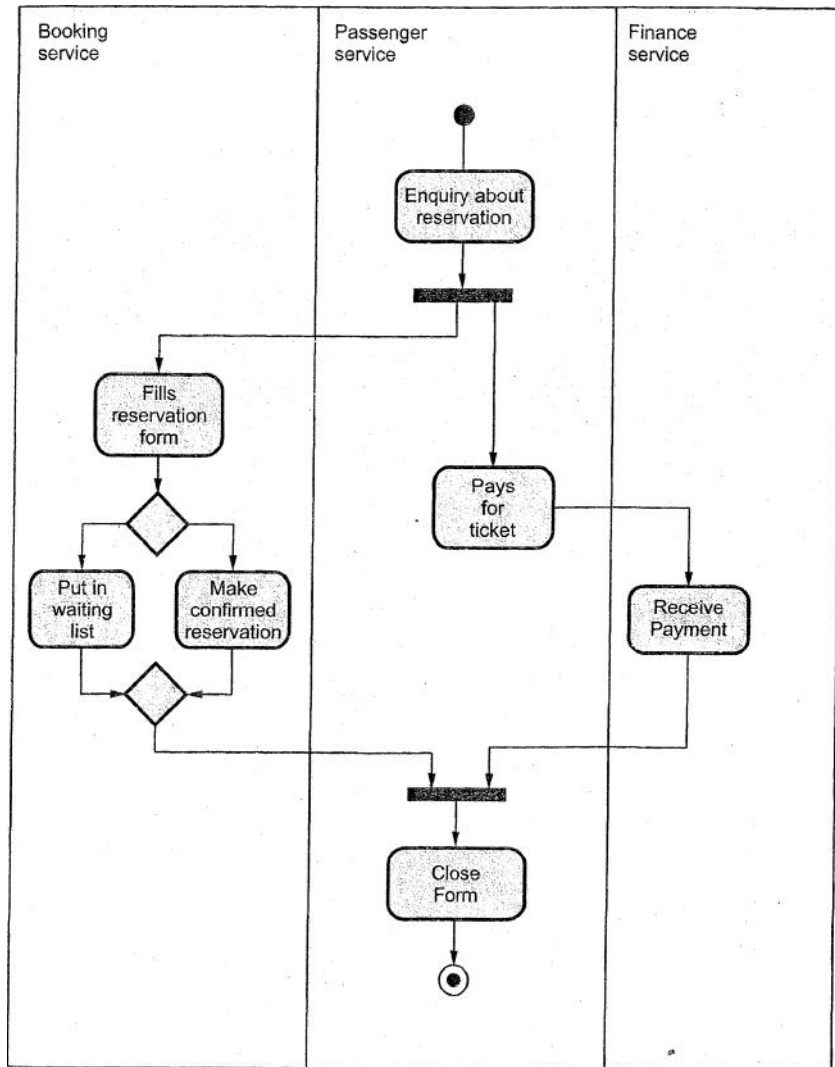 Booking
service
Passenger
service
Finance
service
Enquiry about
reservation
Fills
reservation
form
Pays
for
ticket
Put in
waiting
list
Make
confirmed
reservation
Receive
Payment
Close
Form